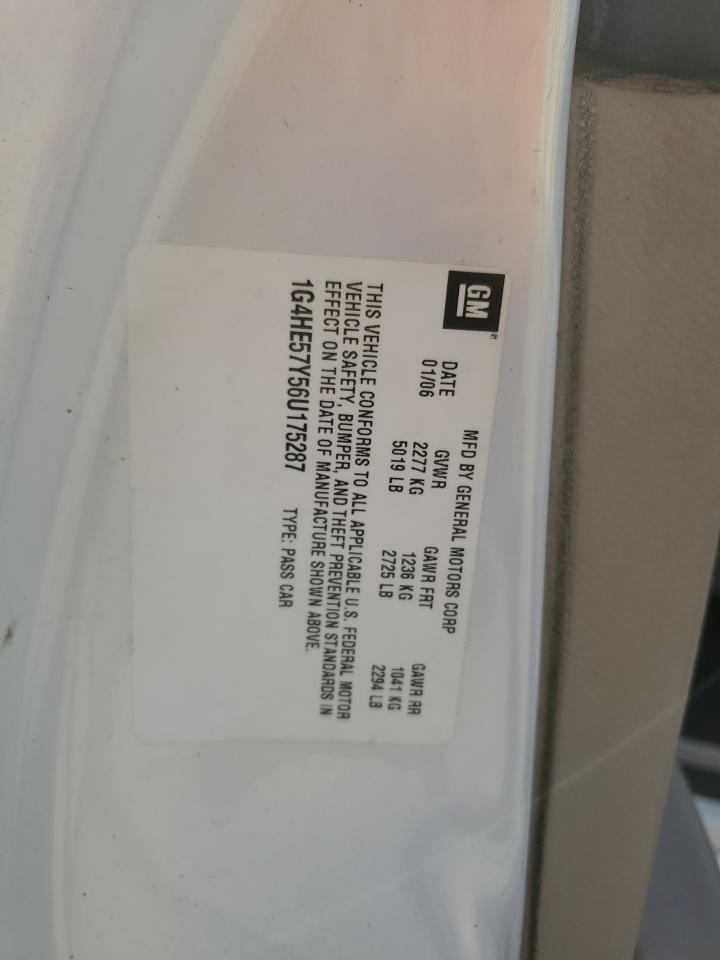 GM
MFD BY GENERAL MOTORS CORP
DATE GVWR GAWR FRT GAWR RR
01/06 2277 KG 1236 KG 1041 KG
5019 LB 2725 LB 2294 LB
THIS VEHICLE CONFORMS TO ALL APPLICABLE U.S. FEDERAL MOTOR
VEHICLE SAFETY, BUMPER, AND THEFT PREVENTION STANDARDS IN
EFFECT ON THE DATE OF MANUFACTURE SHOWN ABOVE.
1G4HE57Y56U175287 TYPE: PASS CAR